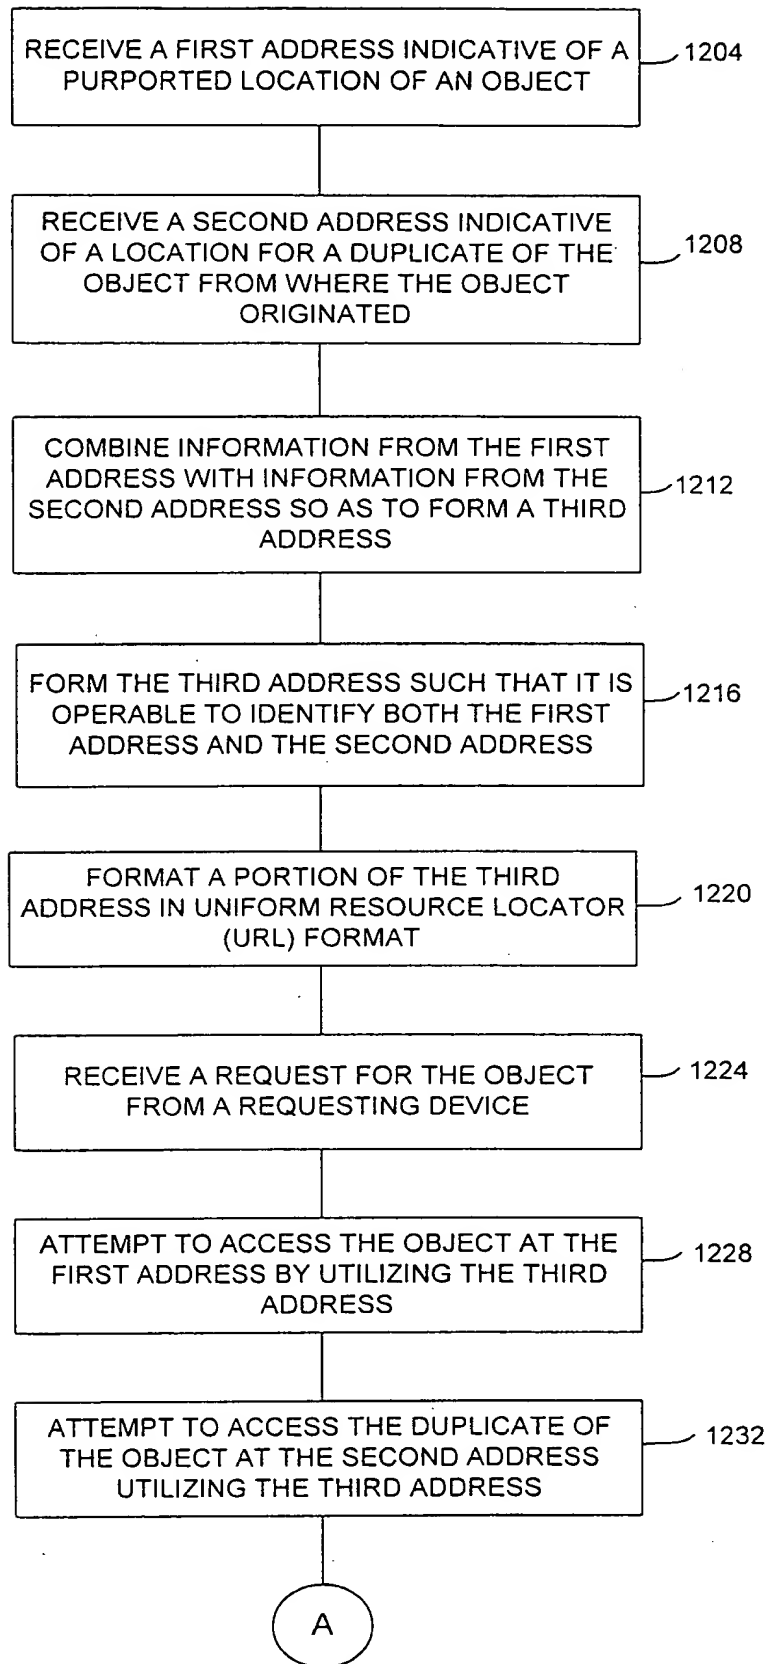 RECEIVE A FIRST ADDRESS INDICATIVE OF A
PURPORTED LOCATION OF AN OBJECT
1204
RECEIVE A SECOND ADDRESS INDICATIVE
OF A LOCATION FOR A DUPLICATE OF THE
OBJECT FROM WHERE THE OBJECT
ORIGINATED
1208
COMBINE INFORMATION FROM THE FIRST
ADDRESS WITH INFORMATION FROM THE
SECOND ADDRESS SO AS TO FORM A THIRD
ADDRESS
1212
FORM THE THIRD ADDRESS SUCH THAT IT IS
OPERABLE TO IDENTIFY BOTH THE FIRST
ADDRESS AND THE SECOND ADDRESS
1216
FORMAT A PORTION OF THE THIRD
ADDRESS IN UNIFORM RESOURCE LOCATOR
(URL) FORMAT
1220
RECEIVE A REQUEST FOR THE OBJECT
FROM A REQUESTING DEVICE
1224
ATTEMPT TO ACCESS THE OBJECT AT THE
FIRST ADDRESS BY UTILIZING THE THIRD
ADDRESS
1228
ATTEMPT TO ACCESS THE DUPLICATE OF
THE OBJECT AT THE SECOND ADDRESS
UTILIZING THE THIRD ADDRESS
1232
A